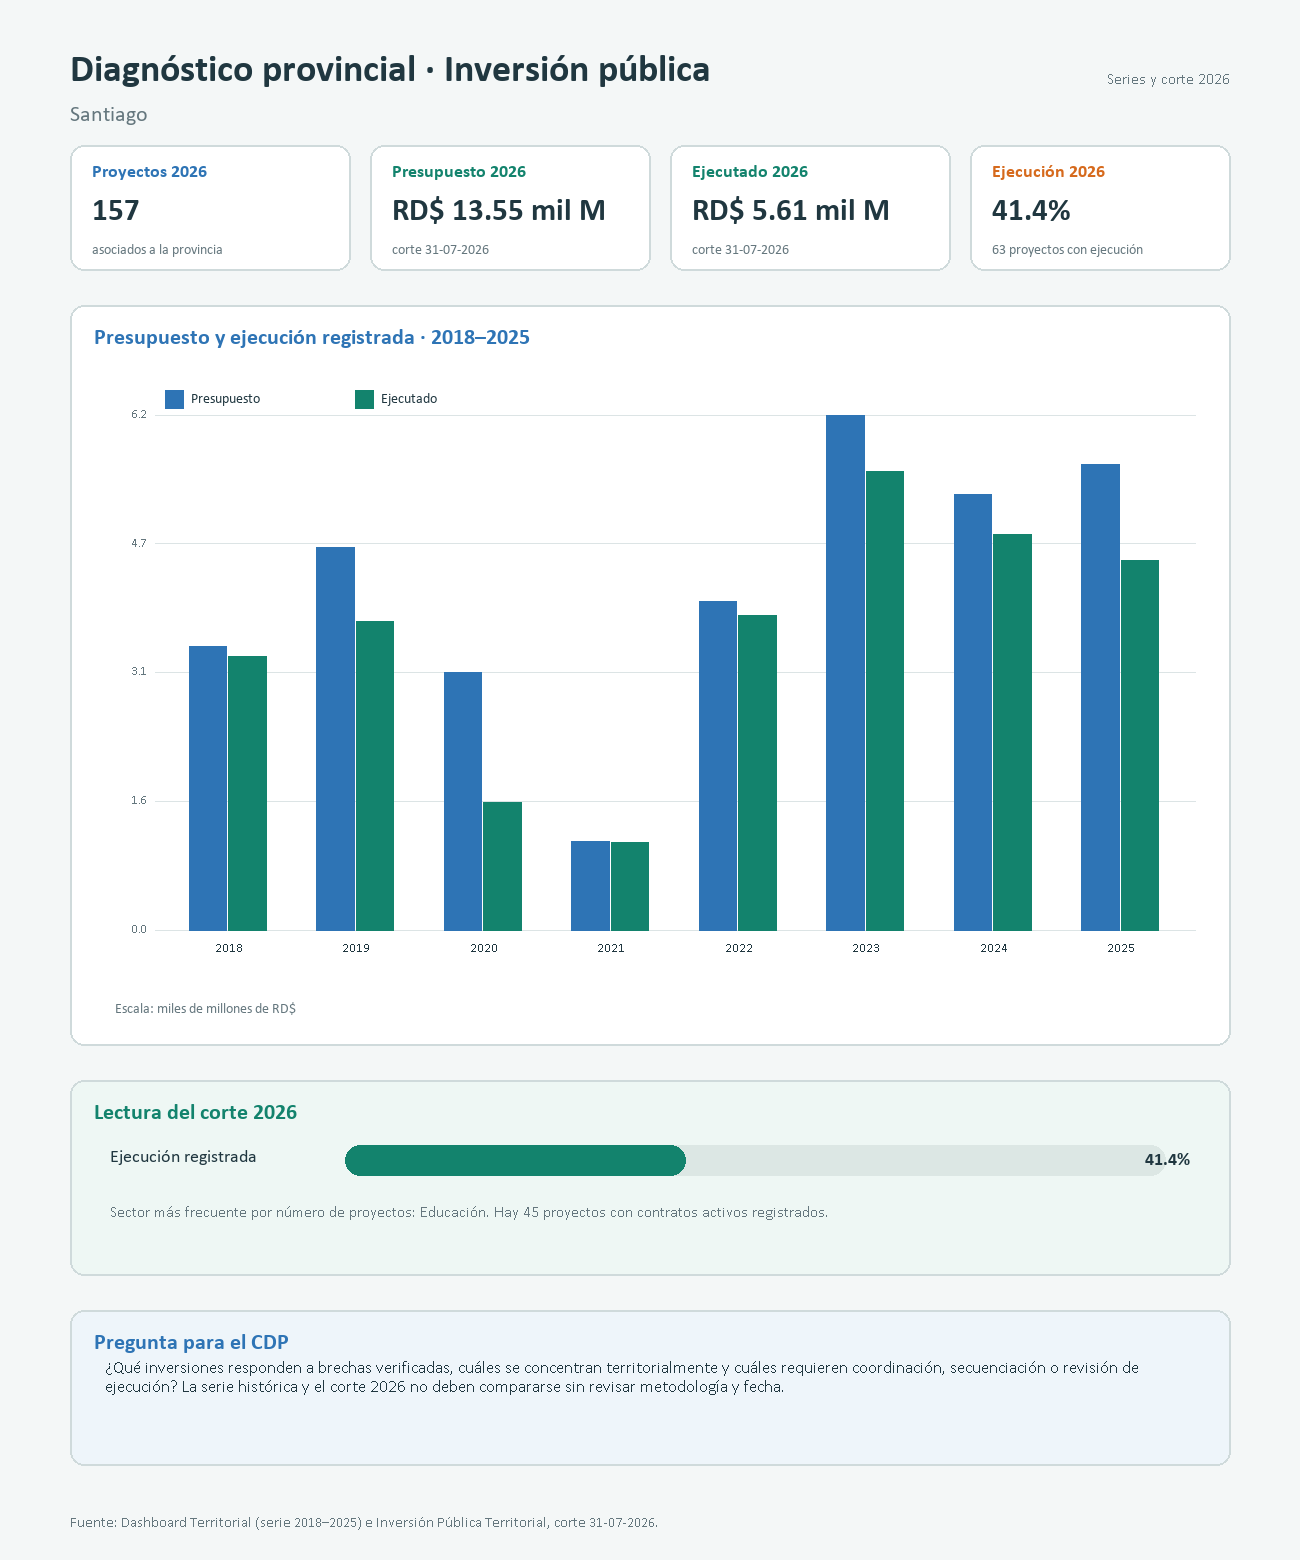 Diagnóstico provincial · Inversión pública
Series y corte 2026
Santiago
Proyectos 2026
157
asociados a la provincia
Presupuesto 2026
RD$ 13.55 mil M
corte 31-07-2026
Ejecutado 2026
RD$ 5.61 mil M
corte 31-07-2026
Ejecución 2026
41.4%
63 proyectos con ejecución
Presupuesto y ejecución registrada · 2018–2025
Presupuesto
Ejecutado
6.2
4.7
3.1
1.6
0.0
2018
2019
2020
2021
2022
2023
2024
2025
Escala: miles de millones de RD$
Lectura del corte 2026
Ejecución registrada
41.4%
Sector más frecuente por número de proyectos: Educación. Hay 45 proyectos con contratos activos registrados.
Pregunta para el CDP
¿Qué inversiones responden a brechas verificadas, cuáles se concentran territorialmente y cuáles requieren coordinación, secuenciación o revisión de
ejecución? La serie histórica y el corte 2026 no deben compararse sin revisar metodología y fecha.
Fuente: Dashboard Territorial (serie 2018–2025) e Inversión Pública Territorial, corte 31-07-2026.